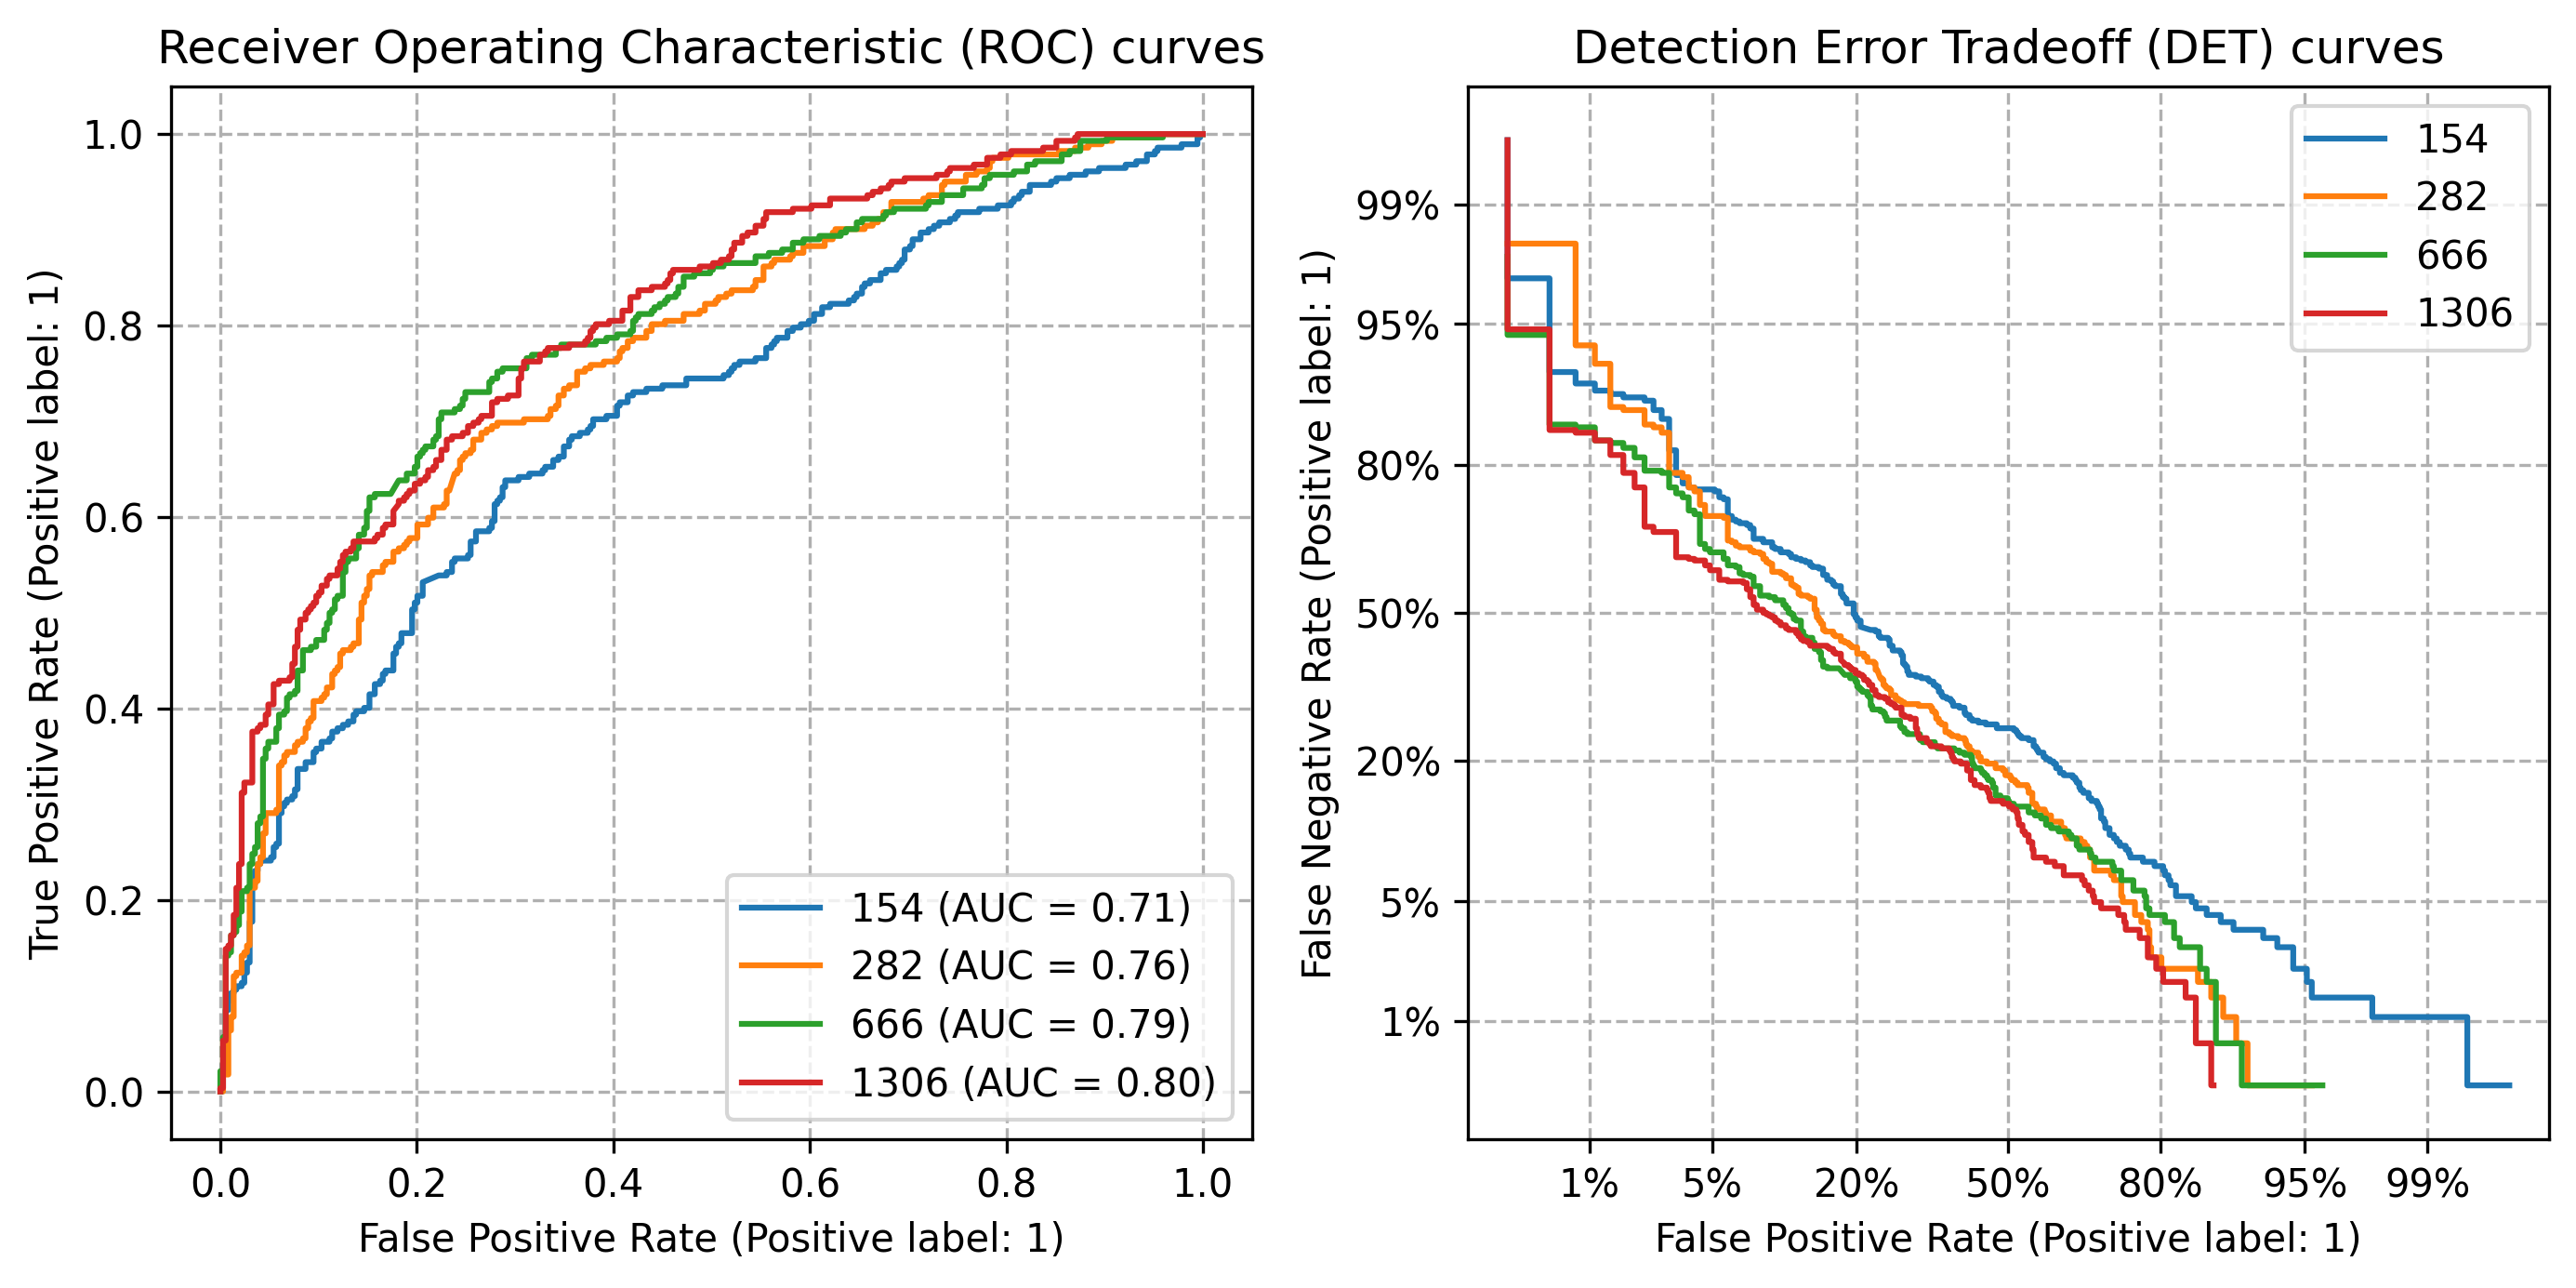 Receiver Operating Characteristic (ROC) curves
True Positive Rate (Positive label: 1)
1.0
0.8
0.6
0.4
0.2
0.0
154 (AUC = 0.71)
282 (AUC = 0.76)
666 (AUC = 0.79)
1306 (AUC = 0.80)
0.0 0.2 0.4 0.6 0.8 1.0
False Positive Rate (Positive label: 1)
Detection Error Tradeoff (DET) curves
False Negative Rate (Positive label: 1)
99%
95%
80%
50%
20%
5%
1%
154
282
666
1306
1% 5% 20% 50% 80% 95% 99%
False Positive Rate (Positive label: 1)